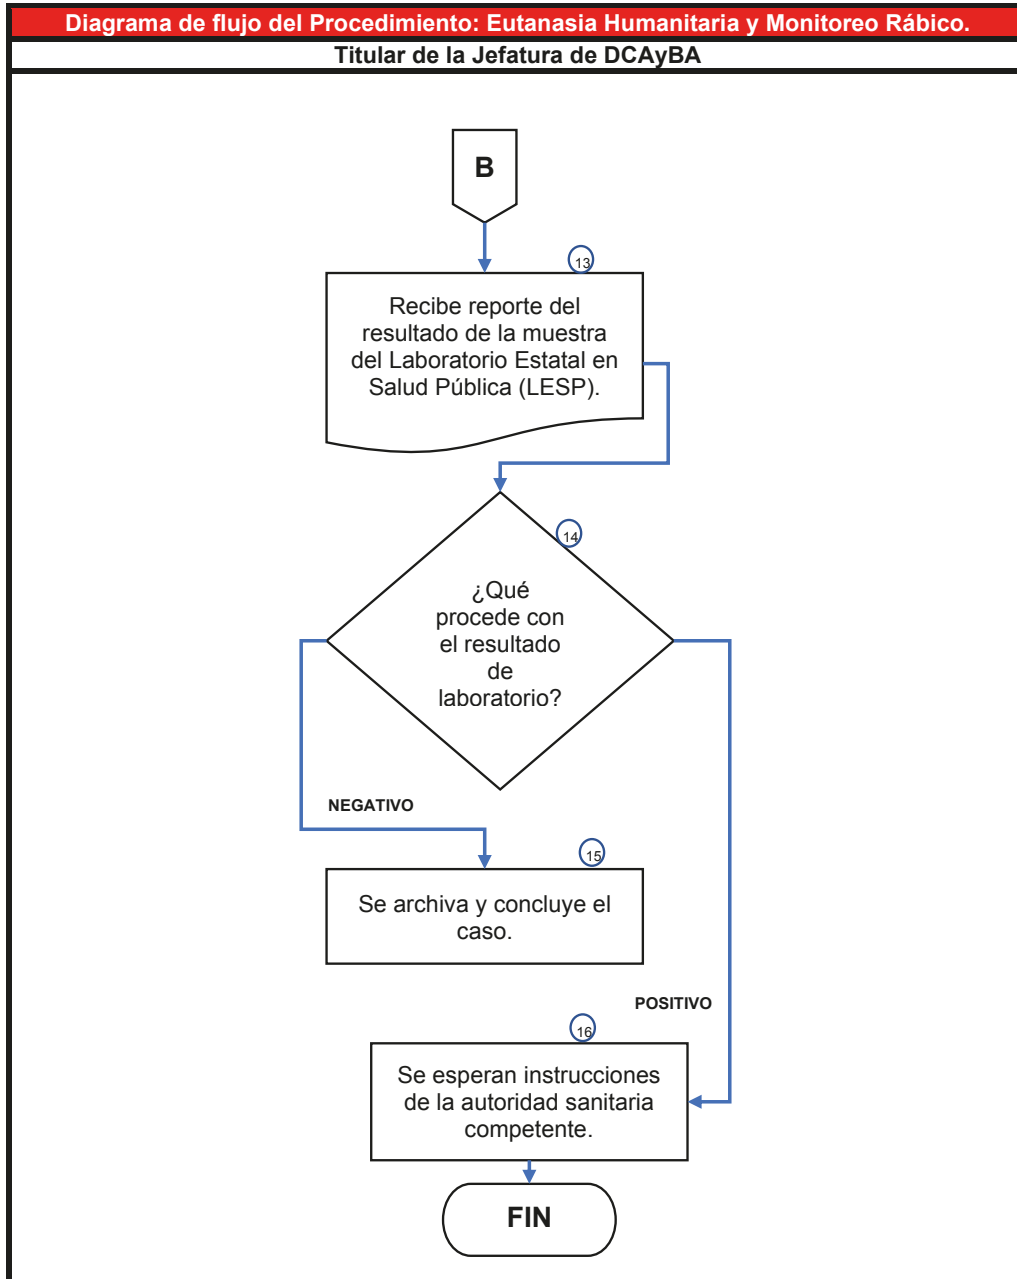 Diagrama de flujo del Procedimiento: Eutanasia Humanitaria y Monitoreo Rábico.
Titular de la Jefatura de DCAyBA
B
13
Recibe reporte del
resultado de la muestra
del Laboratorio Estatal en
Salud Pública (LESP).
14
¿Qué
procede con
el resultado
de
laboratorio?
NEGATIVO
15
Se archiva y concluye el
caso.
POSITIVO
16
Se esperan instrucciones
de la autoridad sanitaria
competente.
FIN